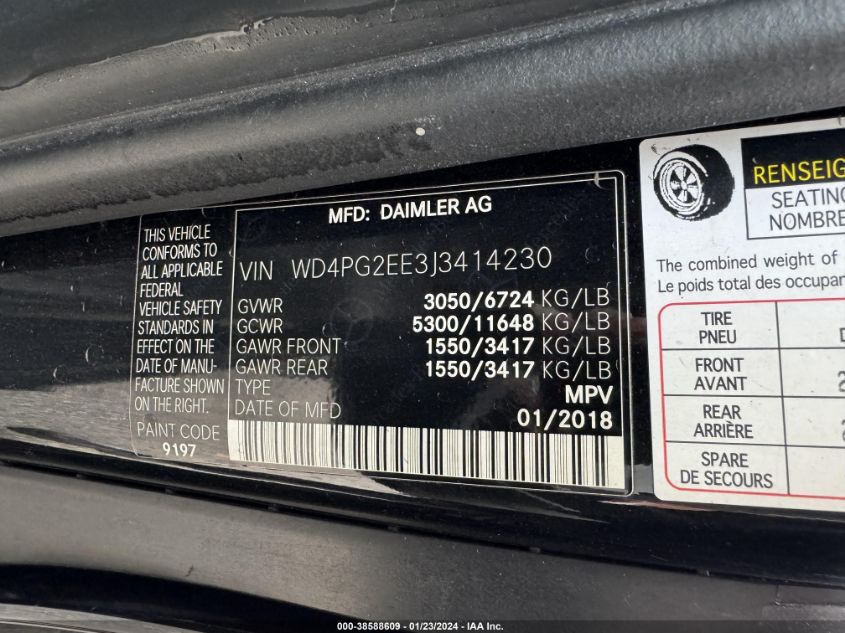 MFD: DAIMLER AG
THIS VEHICLE
CONFORMS TO
ALL APPLICABLE
FEDERAL
VEHICLE SAFETY
STANDARDS IN
EFFECT ON THE
DATE OF MANU-
FACTURE SHOWN
ON THE RIGHT.
PAINT CODE
9197
VIN WD4PG2EE3J3414230
GVWR 3050/6724 KG/LB
GCWR 5300/11648 KG/LB
GAWR FRONT 1550/3417 KG/LB
GAWR REAR 1550/3417 KG/LB
TYPE MPV
DATE OF MFD 01/2018
RENSEIG
SEATING
NOMBRE
The combined weight of
Le poids total des occupan
TIRE
PNEU
FRONT
AVANT
2
REAR
ARRIÈRE
2
SPARE
DE SECOURS
000-38588609 - 01/23/2024 - IAA Inc.